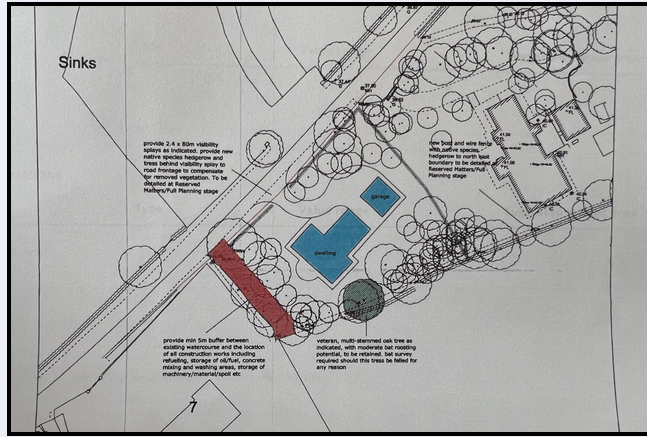 Sinks
provide 2.4 x 80m visibility
splays as indicated. provide new
native species hedgerow and
tress behind visibility splay to
road frontage to compensate
for removed vegetation. To be
detailed at Reserved
Matters/Full Planning stage
new post and wire fence
with native species
hedgerow to north east
boundary to be detailed
Reserved Matters/Full
Planning stage
garage
dwelling
provide min 5m buffer between
existing watercourse and the location
of all construction works including
refueling, storage of oil/fuel, concrete
mixing and washing areas, storage of
machinery/material/spoil etc
veteran, multi-stemmed oak tree as
indicated, with moderate bat roosting
potential, to be retained. bat survey
required should this tress be felled for
any reason
7